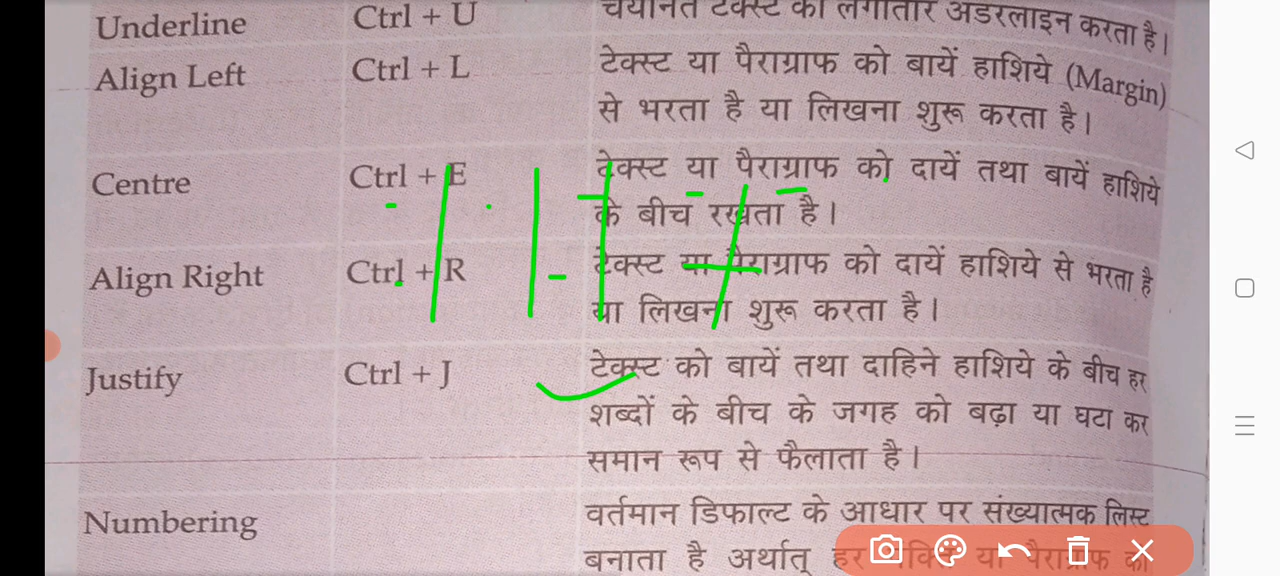 Underline Ctrl + U चयनित टेक्स्ट को लगातार अंडरलाइन करता है।
Align Left Ctrl + L टेक्स्ट या पैराग्राफ को बायें हाशिये (Margin)
से भरता है या लिखना शुरू करता है।
Centre Ctrl + E टेक्स्ट या पैराग्राफ को दायें तथा बायें हाशिये
के बीच रखता है।
Align Right Ctrl + R टेक्स्ट या पैराग्राफ को दायें हाशिये से भरता है
या लिखना शुरू करता है।
Justify Ctrl + J टेक्स्ट को बायें तथा दाहिने हाशिये के बीच हर
शब्दों के बीच के जगह को बढ़ा या घटा कर
समान रूप से फैलाता है।
Numbering वर्तमान डिफाल्ट के आधार पर संख्यात्मक लिस्ट
बनाता है अर्थात् हर या पैराग्राफ को